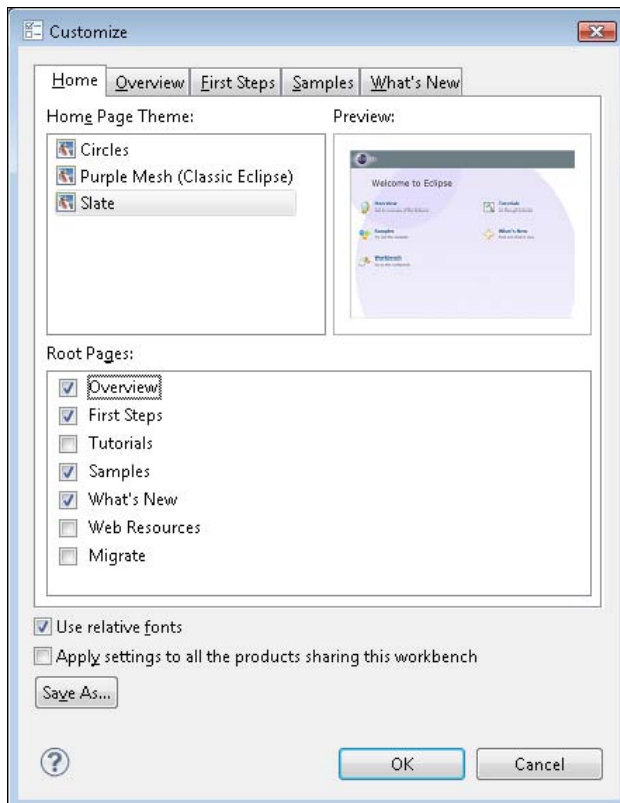 Customize
Home Overview First Steps Samples What's New
Home Page Theme: Preview:
Circles
Purple Mesh (Classic Eclipse)
Slate
Welcome to Eclipse
Overview
Tutorials
Samples
What's New
Workbench
Root Pages:
Overview
First Steps
Tutorials
Samples
What's New
Web Resources
Migrate
Use relative fonts
Apply settings to all the products sharing this workbench
Save As...
OK Cancel